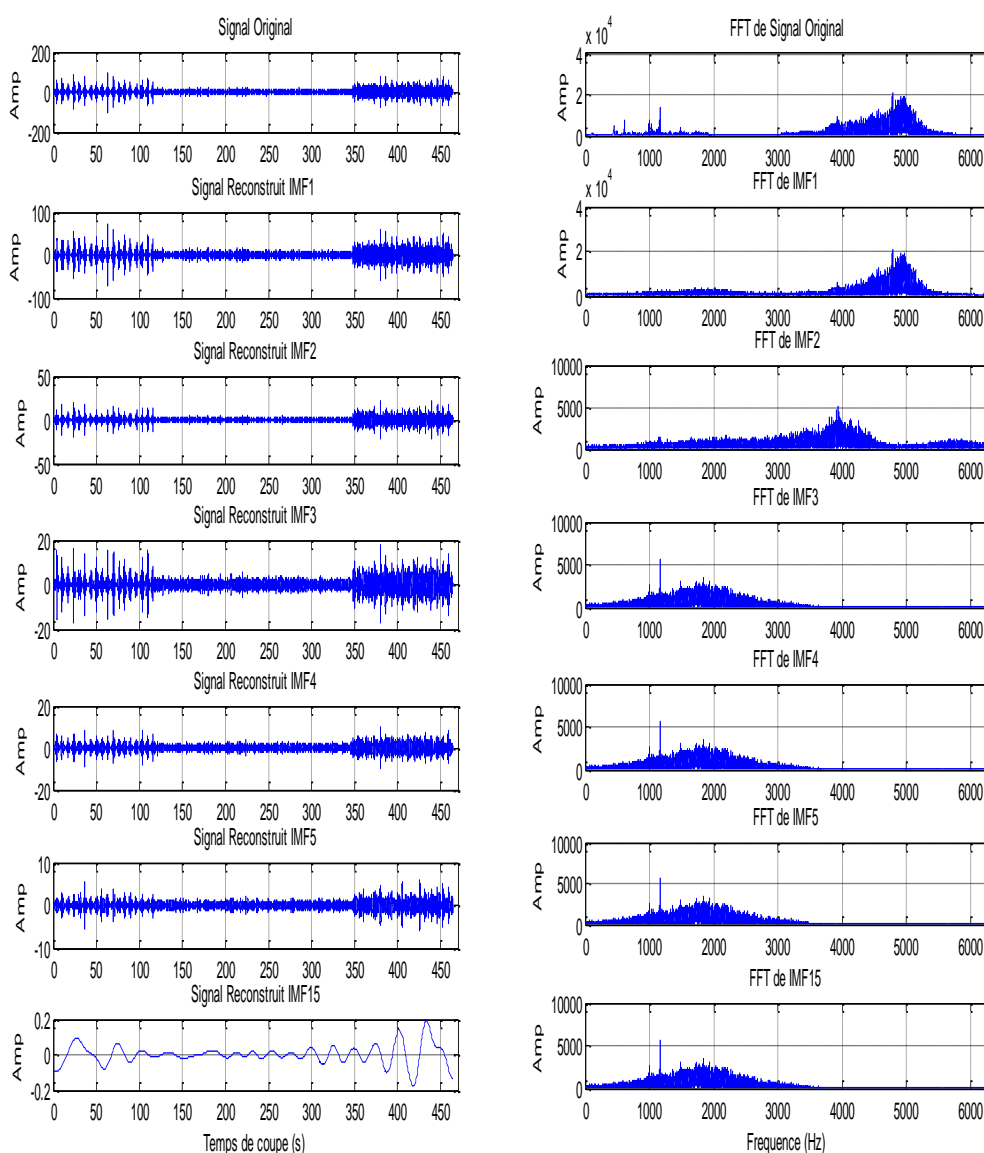 Signal Original
Amp
200
0
-200
0 50 100 150 200 250 300 350 400 450
Signal Reconstruit IMF1
Amp
100
0
-100
0 50 100 150 200 250 300 350 400 450
Signal Reconstruit IMF2
Amp
50
0
-50
0 50 100 150 200 250 300 350 400 450
Signal Reconstruit IMF3
Amp
20
0
-20
0 50 100 150 200 250 300 350 400 450
Signal Reconstruit IMF4
Amp
20
0
-20
0 50 100 150 200 250 300 350 400 450
Signal Reconstruit IMF5
Amp
10
0
-10
0 50 100 150 200 250 300 350 400 450
Signal Reconstruit IMF15
Amp
0.2
0
-0.2
0 50 100 150 200 250 300 350 400 450
Temps de coupe (s)
FFT de Signal Original
x 10^4
Amp
4
2
0
0 1000 2000 3000 4000 5000 6000
FFT de IMF1
x 10^4
Amp
4
2
0
0 1000 2000 3000 4000 5000 6000
FFT de IMF2
Amp
10000
5000
0
0 1000 2000 3000 4000 5000 6000
FFT de IMF3
Amp
10000
5000
0
0 1000 2000 3000 4000 5000 6000
FFT de IMF4
Amp
10000
5000
0
0 1000 2000 3000 4000 5000 6000
FFT de IMF5
Amp
10000
5000
0
0 1000 2000 3000 4000 5000 6000
FFT de IMF15
Amp
10000
5000
0
0 1000 2000 3000 4000 5000 6000
Frequence (Hz)